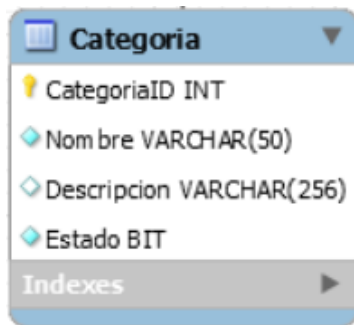 Categoria
CategoriaID INT
Nombre VARCHAR(50)
Descripcion VARCHAR(256)
Estado BIT
Indexes